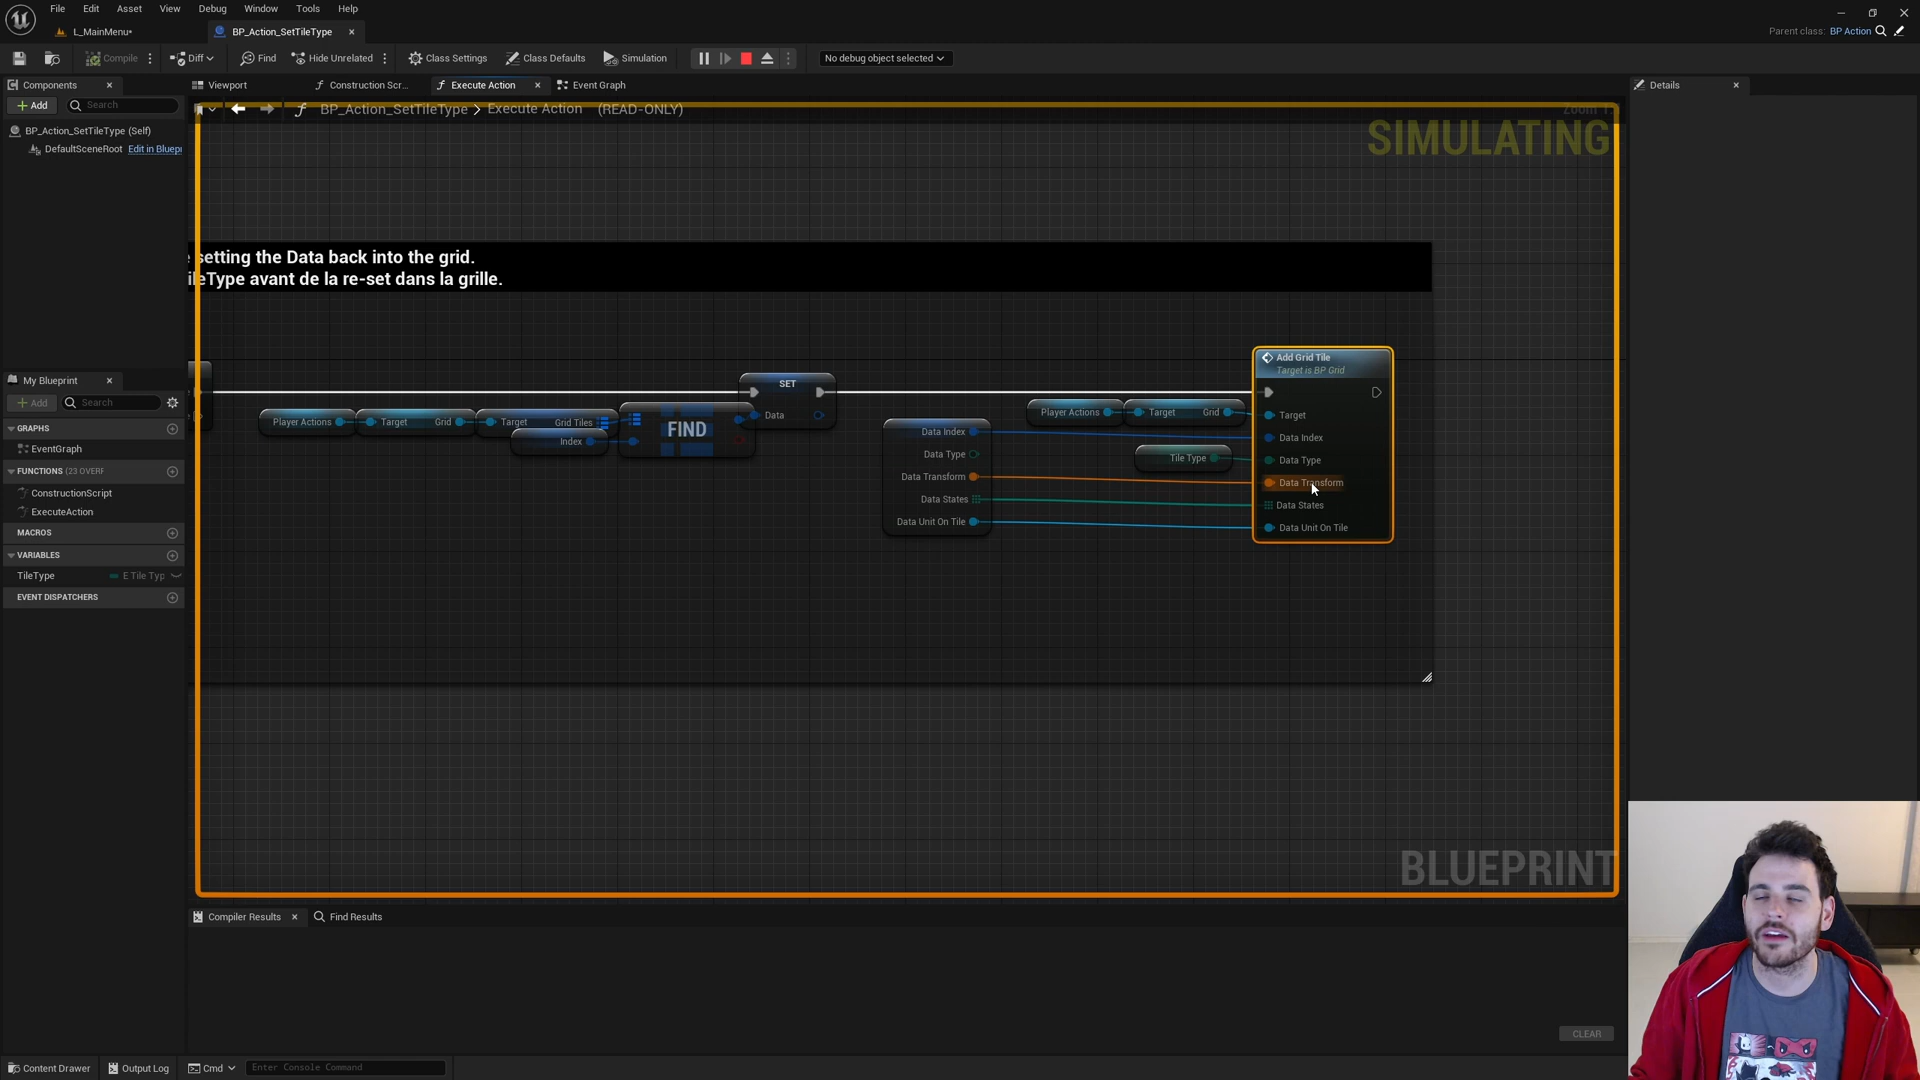 File Edit Asset View Debug Window Tools Help
L_MainMenu*
BP_Action_SetTileType
Parent class: BP Action
Compile
Diff
Find
Hide Unrelated
Class Settings
Class Defaults
Simulation
No debug object selected
Components
Viewport
Construction Scr...
Execute Action
Event Graph
Details
Add
Search
BP_Action_SetTileType > Execute Action (READ-ONLY)
SIMULATING
BP_Action_SetTileType (Self)
DefaultSceneRoot Edit in Bluepr
setting the Data back into the grid.
ileType avant de la re-set dans la grille.
Add Grid Tile
Target is BP Grid
SET
Data
Player Actions
Target Grid
Target Grid Tiles
Index
FIND
Data Index
Data Type
Data Transform
Data States
Data Unit On Tile
Player Actions
Target Grid
Tile Type
Target
Data Index
Data Type
Data Transform
Data States
Data Unit On Tile
My Blueprint
Add
Search
GRAPHS
EventGraph
FUNCTIONS (23 OVERR
ConstructionScript
ExecuteAction
MACROS
VARIABLES
TileType E Tile Typ
EVENT DISPATCHERS
BLUEPRINT
Compiler Results
Find Results
CLEAR
Content Drawer
Output Log
Cmd
Enter Console Command